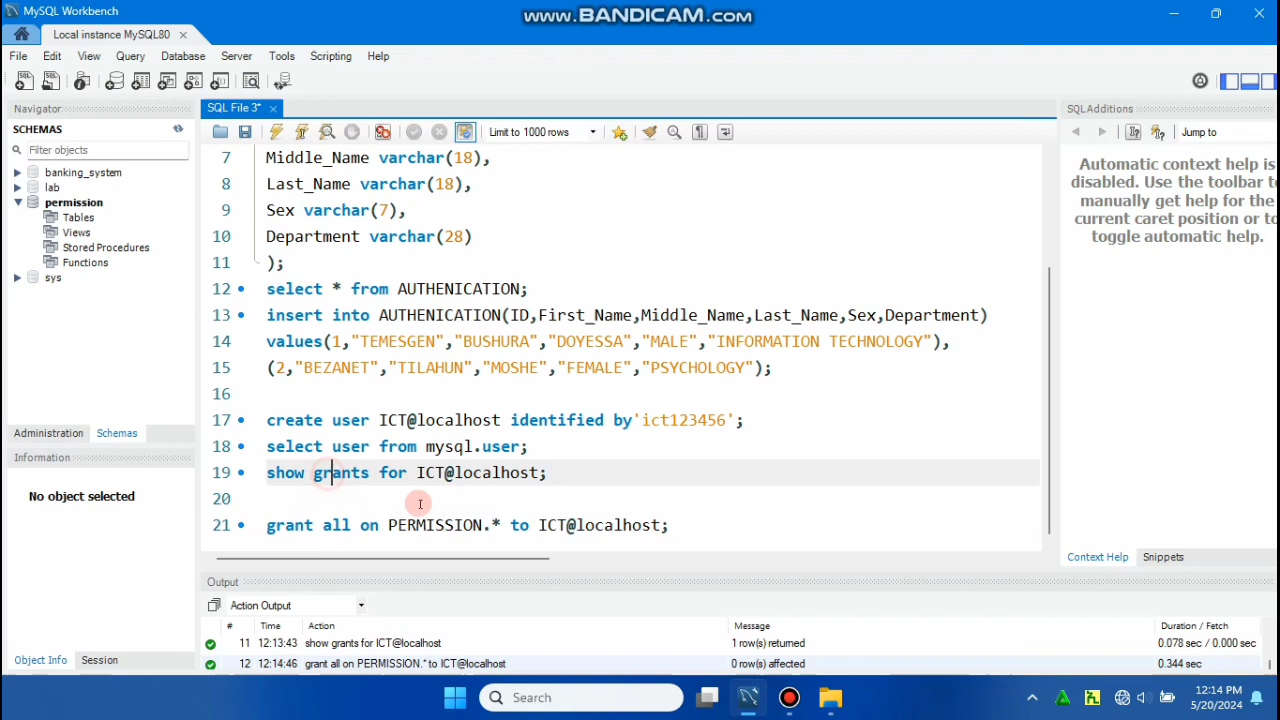 MySQL Workbench
www.BANDICAM.com
Local instance MySQL80
File Edit View Query Database Server Tools Scripting Help
Navigator
SCHEMAS
Filter objects
banking_system
lab
permission
Tables
Views
Stored Procedures
Functions
sys
Administration Schemas
Information
No object selected
Object Info Session
SQL File 3*
Limit to 1000 rows
7 Middle_Name varchar(18),
8 Last_Name varchar(18),
9 Sex varchar(7),
10 Department varchar(28)
11 );
12 select * from AUTHENICATION;
13 insert into AUTHENICATION(ID,First_Name,Middle_Name,Last_Name,Sex,Department)
14 values(1,"TEMESGEN","BUSHURA","DOYESSA","MALE","INFORMATION TECHNOLOGY"),
15 (2,"BEZANET","TILAHUN","MOSHE","FEMALE","PSYCHOLOGY");
16
17 create user ICT@localhost identified by'ict123456';
18 select user from mysql.user;
19 show grants for ICT@localhost;
20
21 grant all on PERMISSION.* to ICT@localhost;
SQLAdditions
Jump to
Automatic context help is
disabled. Use the toolbar to
manually get help for the
current caret position or to
toggle automatic help.
Context Help Snippets
Output
Action Output
# Time Action Message Duration / Fetch
11 12:13:43 show grants for ICT@localhost 1 row(s) returned 0.078 sec / 0.000 sec
12 12:14:46 grant all on PERMISSION.* to ICT@localhost 0 row(s) affected 0.344 sec
Search
12:14 PM
5/20/2024